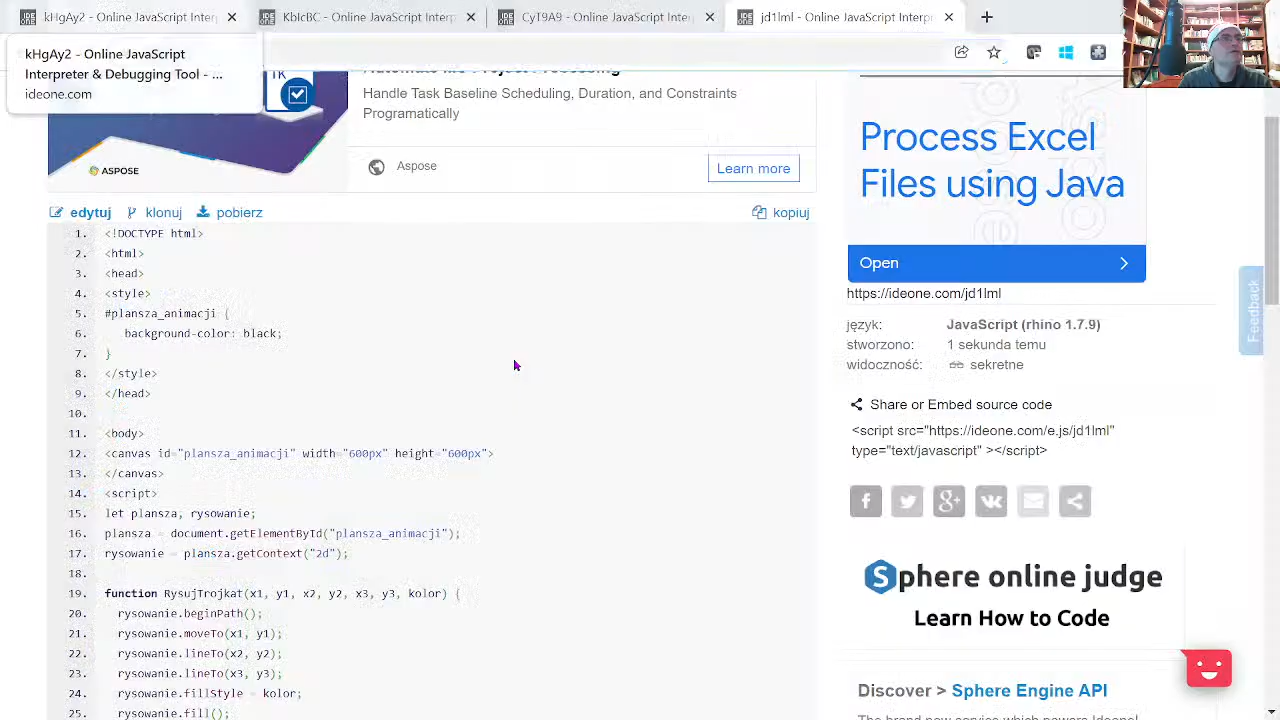 kHgAy2 - Online JavaScript Interp
kblcBC - Online JavaScript Interp
- Online JavaScript Interp
jd1lml - Online JavaScript Interp
kHgAy2 - Online JavaScript
Interpreter & Debugging Tool - ...
ideone.com
Handle Task Baseline Scheduling, Duration, and Constraints
Programatically
ASPOSE
Aspose
Learn more
edytuj
klonuj
pobierz
kopiuj
1. <!DOCTYPE html>
2. <html>
3. <head>
4. <style>
5. #plansza_animacji {
6. background-color: black;
7. }
8. </style>
9. </head>
10.
11. <body>
12. <canvas id="plansza_animacji" width="600px" height="600px">
13. </canvas>
14. <script>
15. let plansza, rysowanie;
16. plansza = document.getElementById("plansza_animacji");
17. rysowanie = plansza.getContext("2d");
18.
19. function RysujTrojkat(x1, y1, x2, y2, x3, y3, kolor) {
20. rysowanie.beginPath();
21. rysowanie.moveTo(x1, y1);
22. rysowanie.lineTo(x2, y2);
23. rysowanie.lineTo(x3, y3);
24. rysowanie.fillStyle = kolor;
25. rysowanie.fill();
Process Excel
Files using Java
Open
https://ideone.com/jd1lml
język: JavaScript (rhino 1.7.9)
stworzono: 1 sekunda temu
widoczność: sekretne
Share or Embed source code
<script src="https://ideone.com/e.js/jd1lml"
type="text/javascript" ></script>
Sphere online judge
Learn How to Code
Discover > Sphere Engine API
The brand new service which powers Ideone!
Feedback